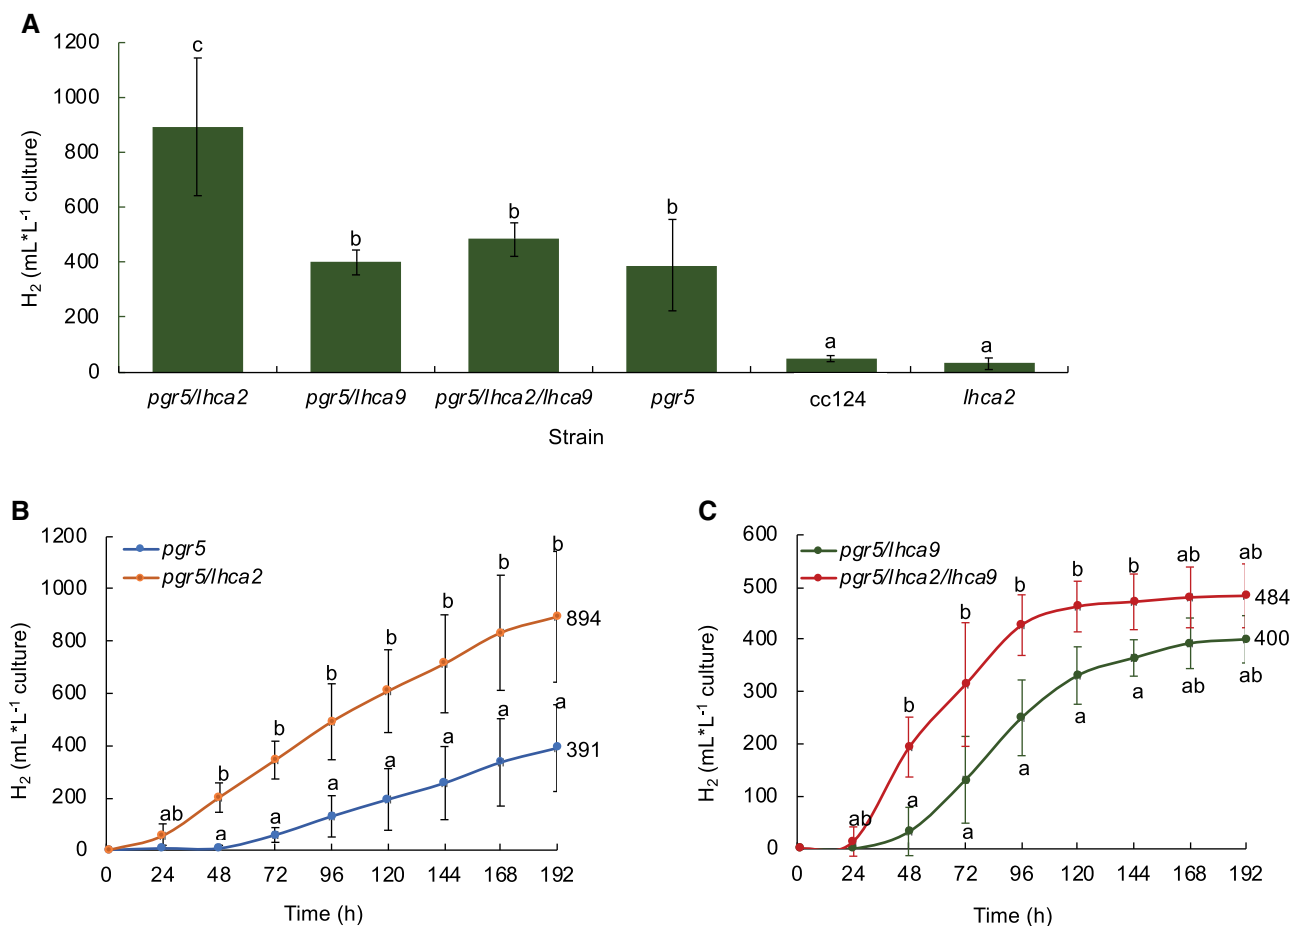 A
H2 (mL*L-1 culture)
1200
1000
800
600
400
200
0
c
b
b
b
a
a
pgr5/lhca2 pgr5/lhca9 pgr5/lhca2/lhca9 pgr5 cc124 lhca2
Strain
B
H2 (mL*L-1 culture)
1200
1000
800
600
400
200
0
pgr5
pgr5/lhca2
ab b b b b b b b
a a a a a a a
894
391
0 24 48 72 96 120 144 168 192
Time (h)
C
H2 (mL*L-1 culture)
600
500
400
300
200
100
0
pgr5/lhca9
pgr5/lhca2/lhca9
ab b b b b b ab ab
a a a a a ab ab
484
400
0 24 48 72 96 120 144 168 192
Time (h)